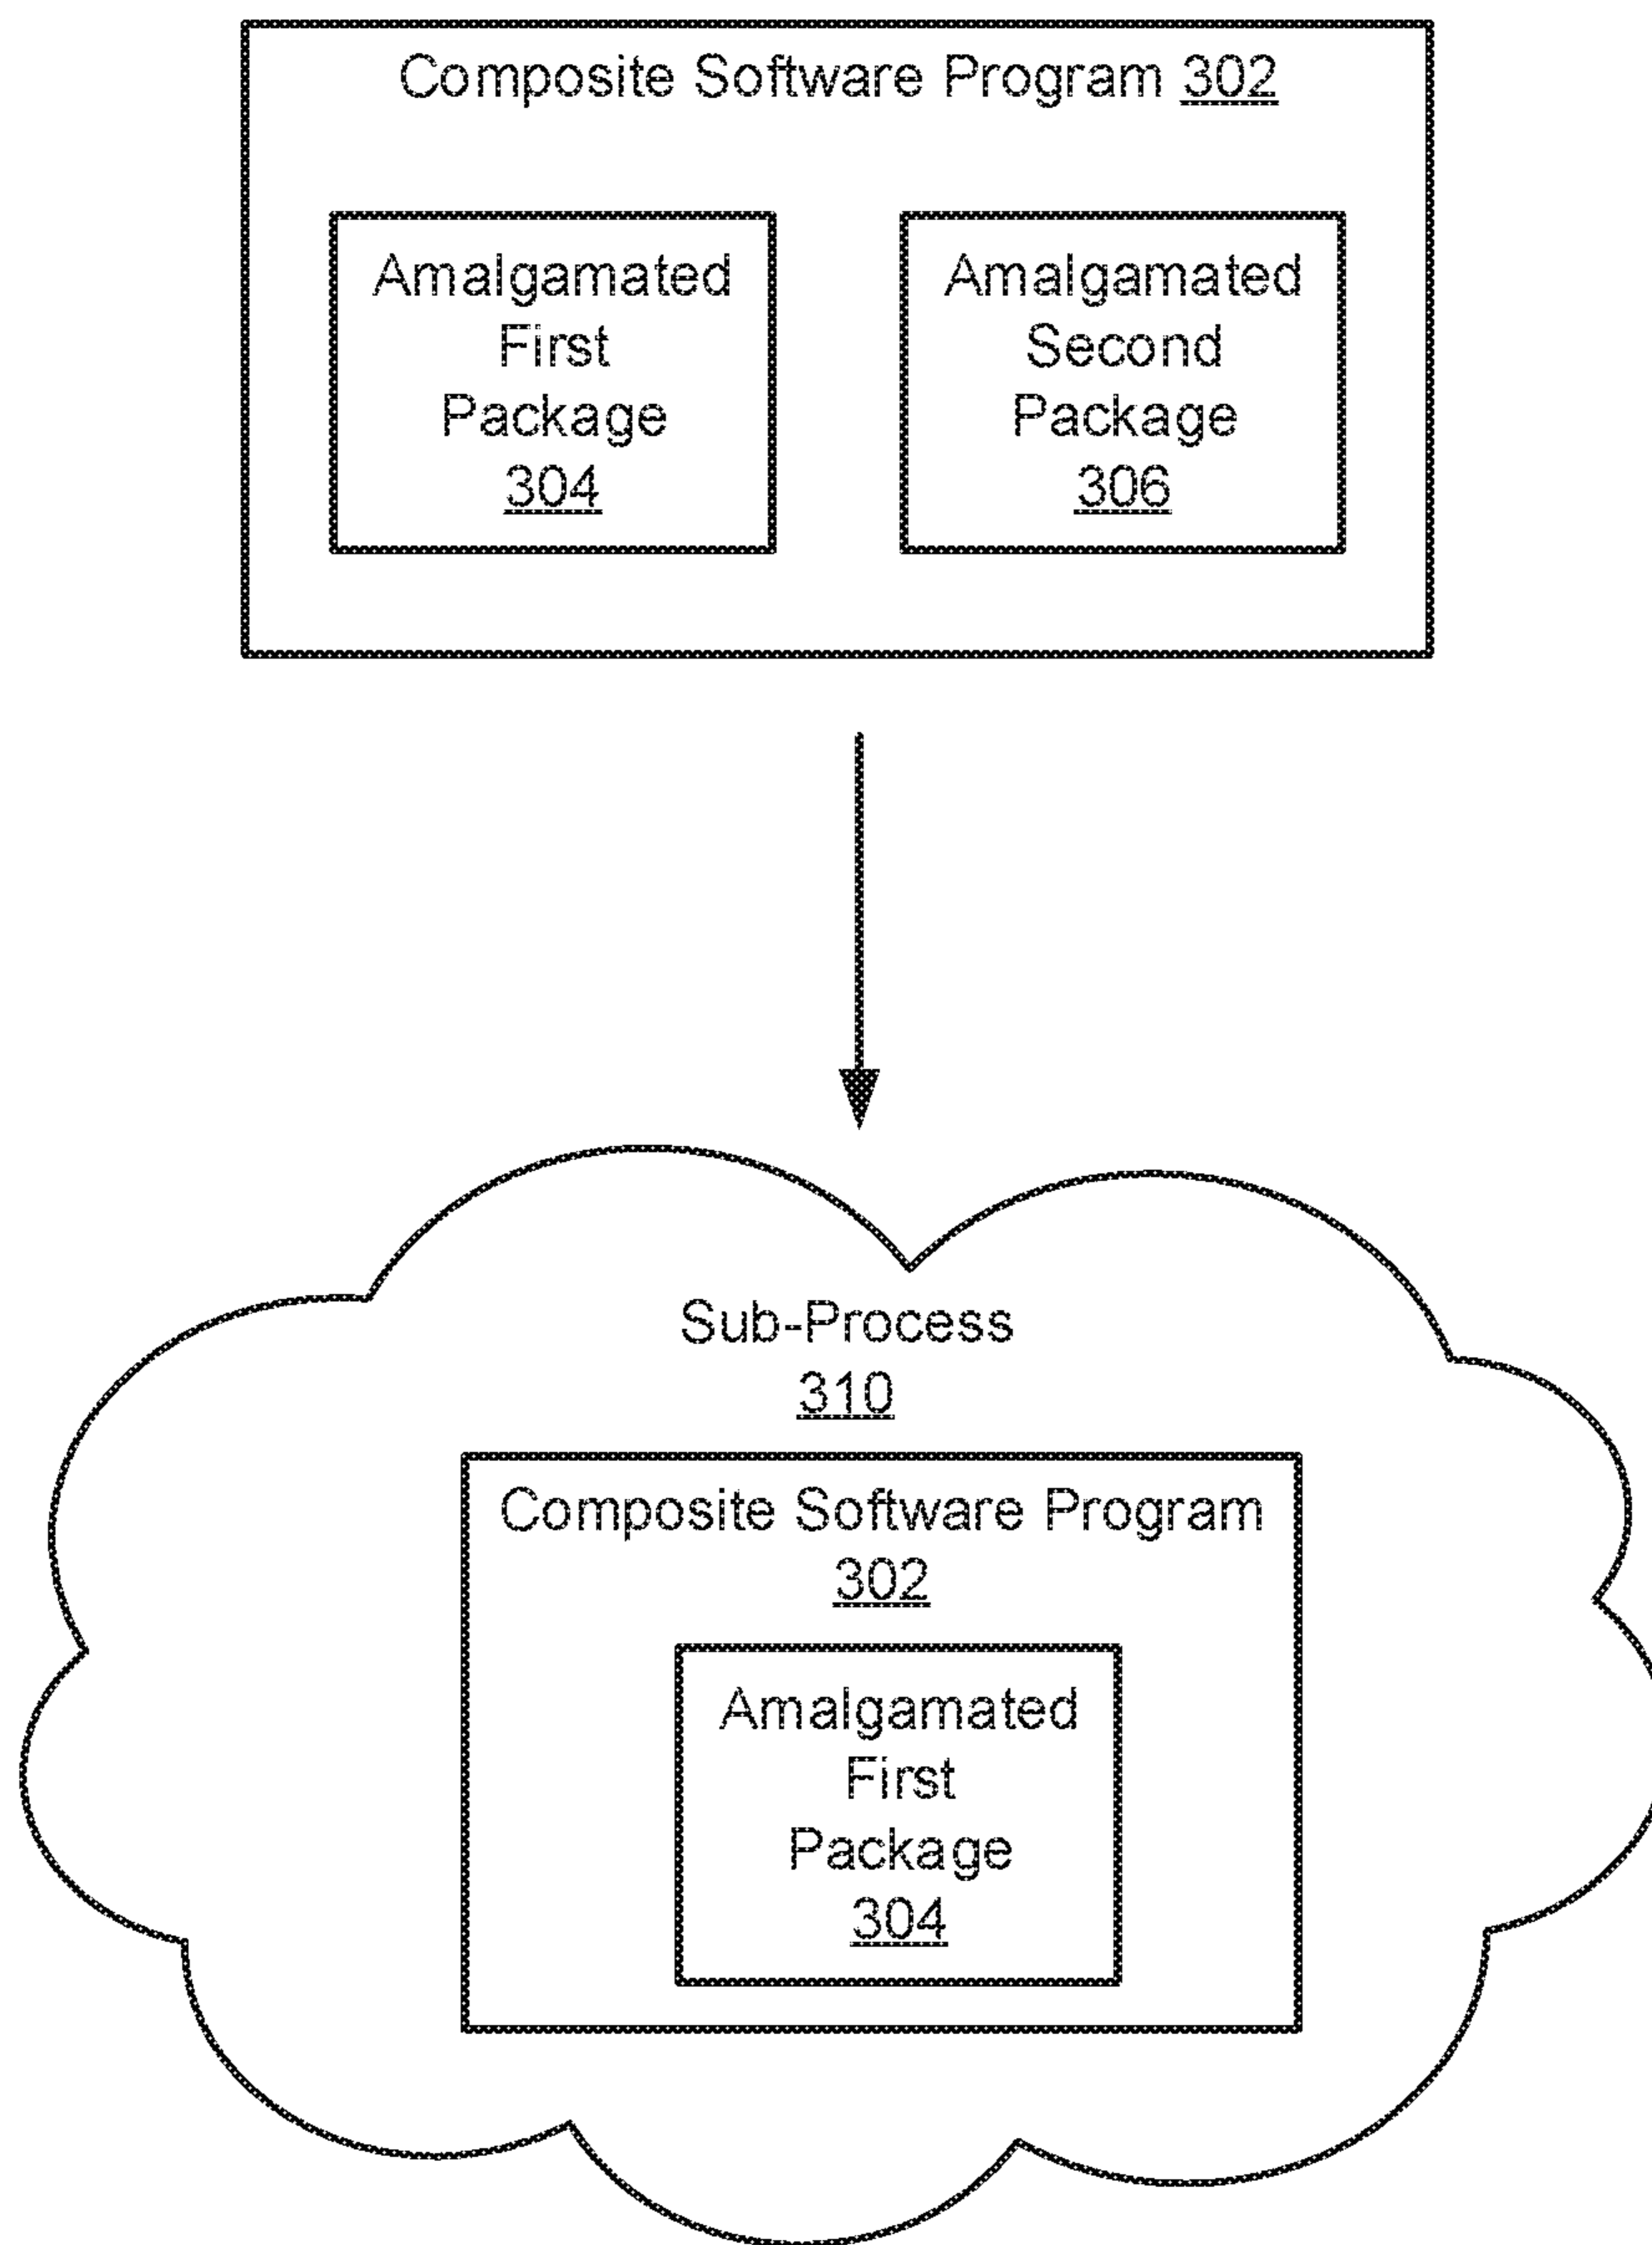 Composite Software Program 302
Amalgamated
First
Package
304
Amalgamated
Second
Package
306
Sub-Process
310
Composite Software Program
302
Amalgamated
First
Package
304